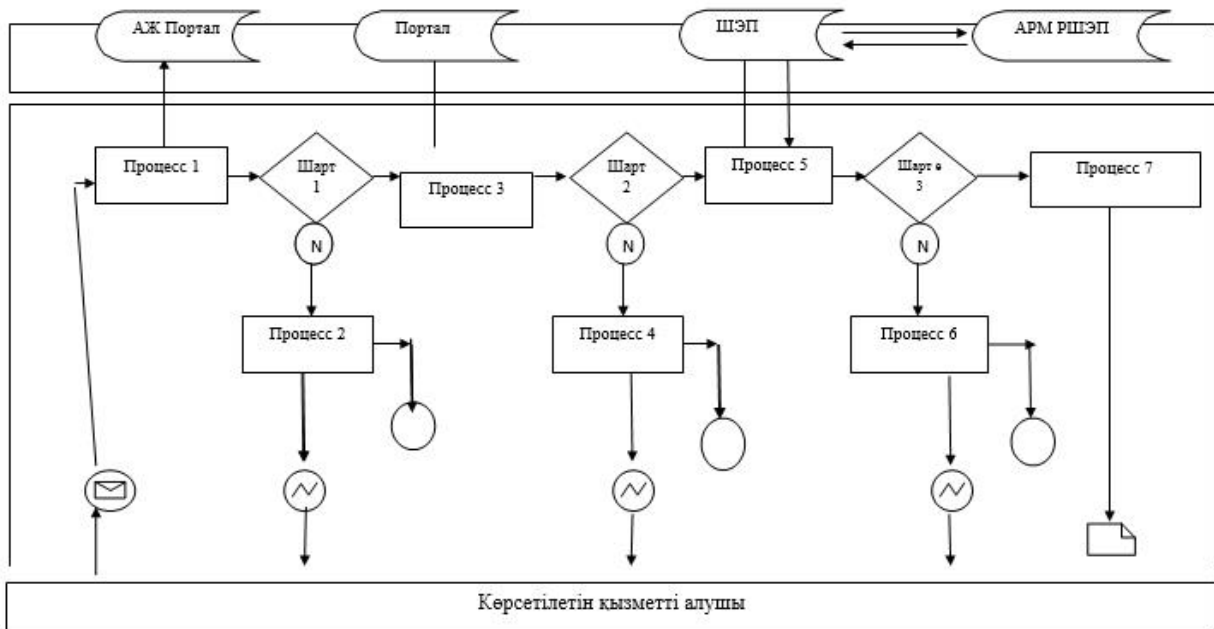 АЖ Портал
Портал
ШЭП
АРМ РШЭП
Процесс 1
Шарт
1
Процесс 3
Шарт
2
Процесс 5
Шарт е
3
Процесс 7
N
N
N
Процесс 2
Процесс 4
Процесс 6
Көрсетілетін қызметті алушы